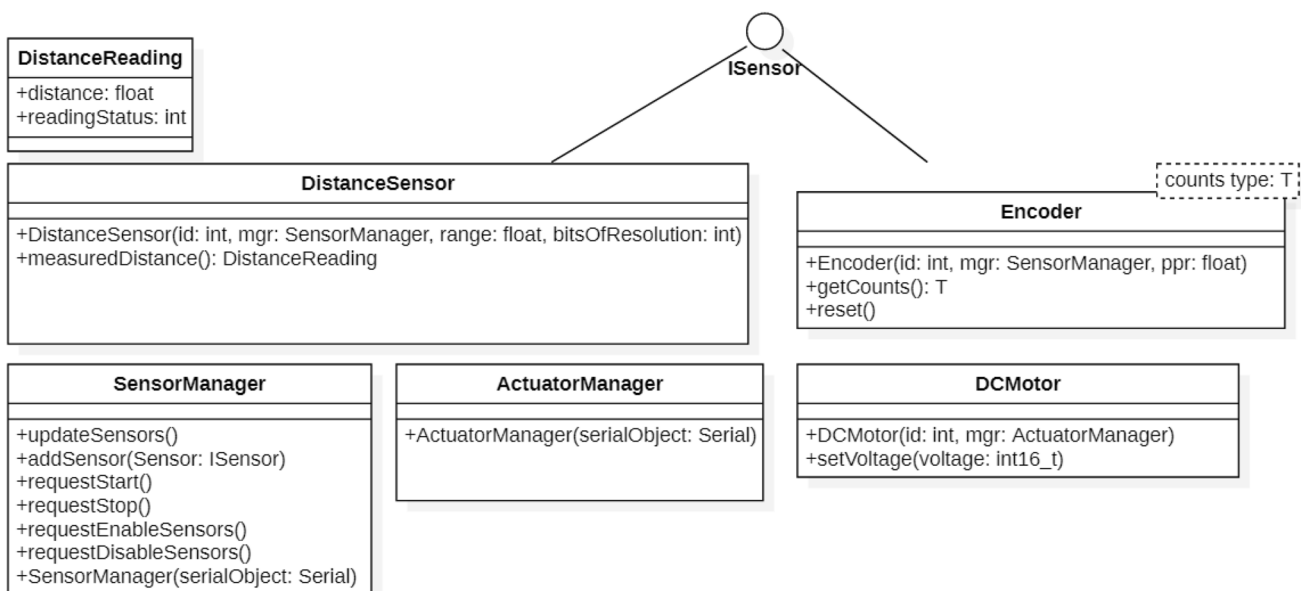 DistanceReading
+distance: float
+readingStatus: int
ISensor
DistanceSensor
+DistanceSensor(id: int, mgr: SensorManager, range: float, bitsOfResolution: int)
+measuredDistance(): DistanceReading
counts type: T
Encoder
+Encoder(id: int, mgr: SensorManager, ppr: float)
+getCounts(): T
+reset()
SensorManager
+updateSensors()
+addSensor(Sensor: ISensor)
+requestStart()
+requestStop()
+requestEnableSensors()
+requestDisableSensors()
+SensorManager(serialObject: Serial)
ActuatorManager
+ActuatorManager(serialObject: Serial)
DCMotor
+DCMotor(id: int, mgr: ActuatorManager)
+setVoltage(voltage: int16_t)